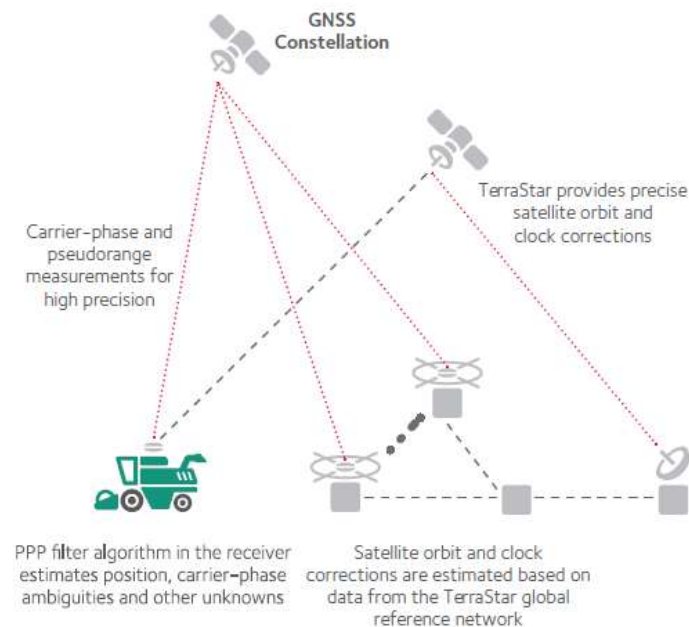 GNSS
Constellation
TerraStar provides precise
satellite orbit and
clock corrections
Carrier-phase and
pseudorange
measurements for
high precision
PPP filter algorithm in the receiver
estimates position, carrier-phase
ambiguities and other unknowns
Satellite orbit and clock
corrections are estimated based on
data from the TerraStar global
reference network